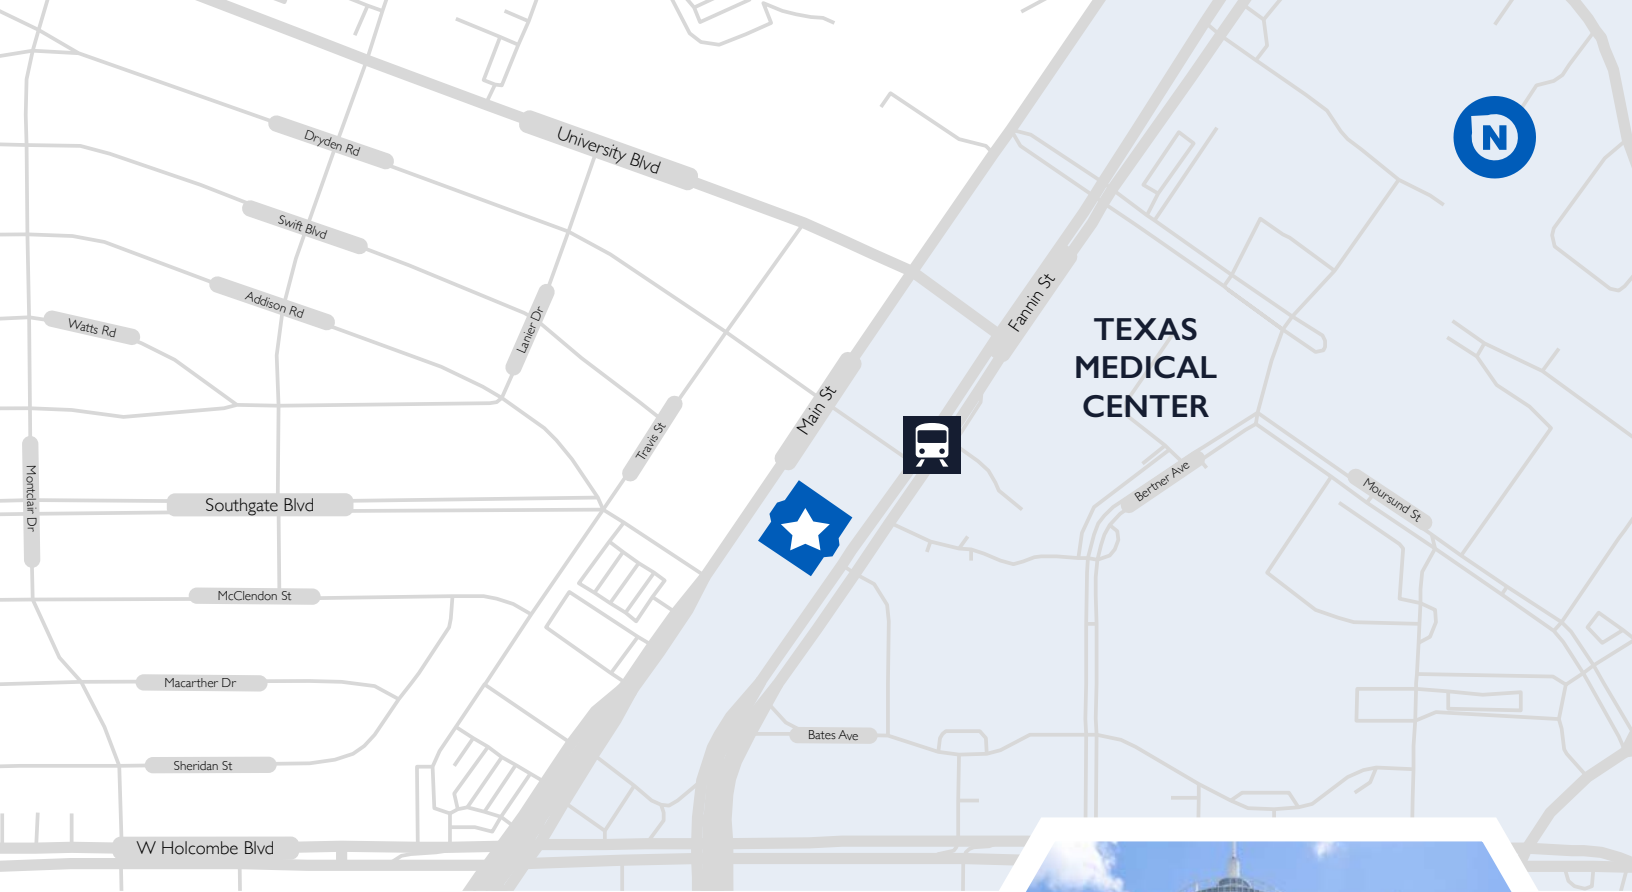 N
Dryden Rd
University Blvd
Swift Blvd
Addison Rd
Watts Rd
Lanier Dr
Fannin St
TEXAS
MEDICAL
CENTER
Main St
Travis St
Montclair Dr
Southgate Blvd
Bertner Ave
Moursund St
McClendon St
Macarther Dr
Bates Ave
Sheridan St
W Holcombe Blvd